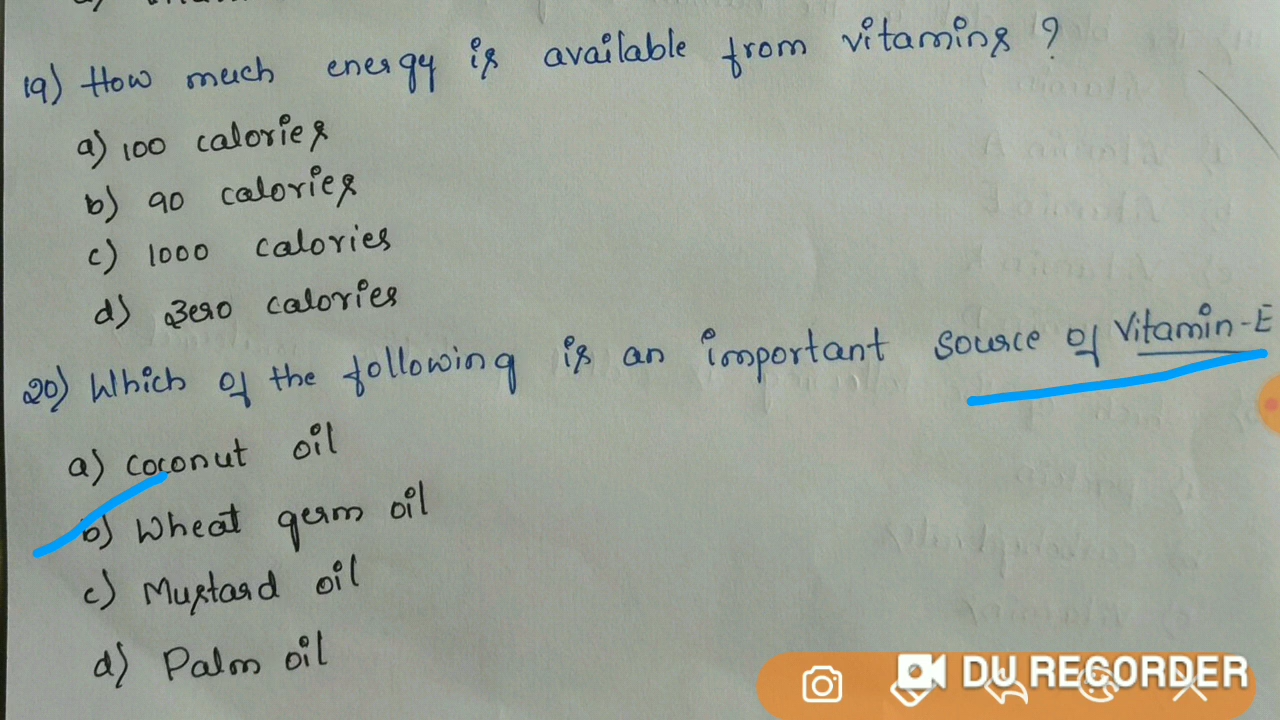 19) How much energy is available from vitamins ?
a) 100 calories
b) 90 calories
c) 1000 calories
d) Zero calories
20) Which of the following is an important source of Vitamin-E
a) coconut oil
b) Wheat germ oil
c) Mustard oil
d) Palm oil
DU RECORDER